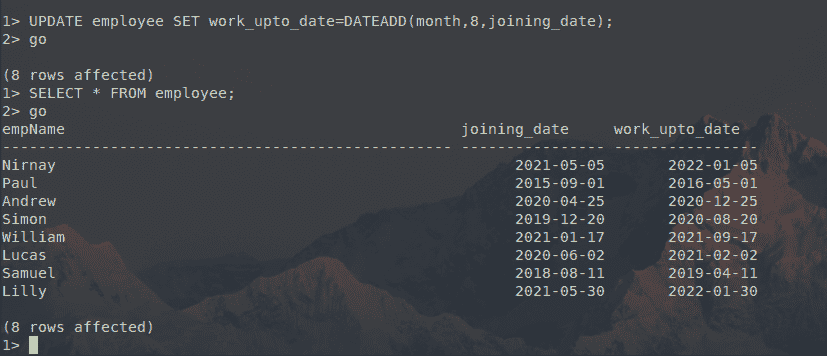 1> UPDATE employee SET work_upto_date=DATEADD(month,8,joining_date);
2> go
(8 rows affected)
1> SELECT * FROM employee;
2> go
empName joining_date work_upto_date
-------------------------------------------------- ---------------- ----------------
Nirnay 2021-05-05 2022-01-05
Paul 2015-09-01 2016-05-01
Andrew 2020-04-25 2020-12-25
Simon 2019-12-20 2020-08-20
William 2021-01-17 2021-09-17
Lucas 2020-06-02 2021-02-02
Samuel 2018-08-11 2019-04-11
Lilly 2021-05-30 2022-01-30
(8 rows affected)
1>